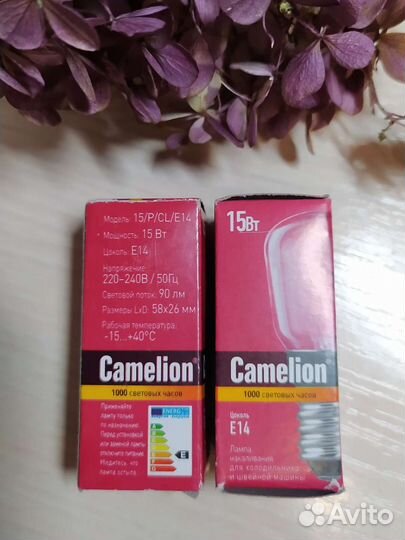 Модель: 15/P/CL/E14
Мощность: 15 Вт
Цоколь: E14
Напряжение:
220-240В / 50Гц
Световой поток: 90 лм
Размеры LxD: 58x26 мм
Рабочая температура:
-15...+40°C
Camelion
1000 световых часов
Применяйте
лампу только
по назначению.
Перед установкой
или заменой лампы
отключите питание.
Убедитесь, что
лампа остыла.
ENERG
A
E
G
15Вт
Camelion
1000 световых часов
Цоколь
E14
Лампа
накаливания
для холодильника
и швейной машины
Avito